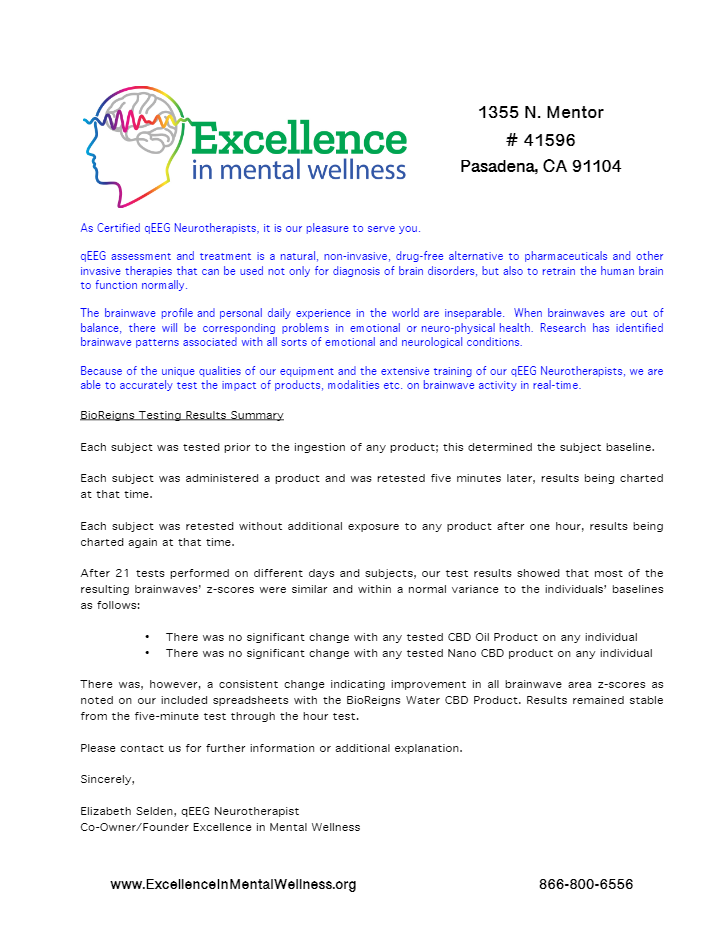 Excellence
in mental wellness
1355 N. Mentor
# 41596
Pasadena, CA 91104
As Certified qEEG Neurotherapists, it is our pleasure to serve you.
qEEG assessment and treatment is a natural, non-invasive, drug-free alternative to pharmaceuticals and other
invasive therapies that can be used not only for diagnosis of brain disorders, but also to retrain the human brain
to function normally.
The brainwave profile and personal daily experience in the world are inseparable. When brainwaves are out of
balance, there will be corresponding problems in emotional or neuro-physical health. Research has identified
brainwave patterns associated with all sorts of emotional and neurological conditions.
Because of the unique qualities of our equipment and the extensive training of our qEEG Neurotherapists, we are
able to accurately test the impact of products, modalities etc. on brainwave activity in real-time.
BioReigns Testing Results Summary
Each subject was tested prior to the ingestion of any product; this determined the subject baseline.
Each subject was administered a product and was retested five minutes later, results being charted
at that time.
Each subject was retested without additional exposure to any product after one hour, results being
charted again at that time.
After 21 tests performed on different days and subjects, our test results showed that most of the
resulting brainwaves' z-scores were similar and within a normal variance to the individuals' baselines
as follows:
• There was no significant change with any tested CBD Oil Product on any individual
• There was no significant change with any tested Nano CBD product on any individual
There was, however, a consistent change indicating improvement in all brainwave area z-scores as
noted on our included spreadsheets with the BioReigns Water CBD Product. Results remained stable
from the five-minute test through the hour test.
Please contact us for further information or additional explanation.
Sincerely,
Elizabeth Selden, qEEG Neurotherapist
Co-Owner/Founder Excellence in Mental Wellness
www.ExcellenceInMentalWellness.org 866-800-6556